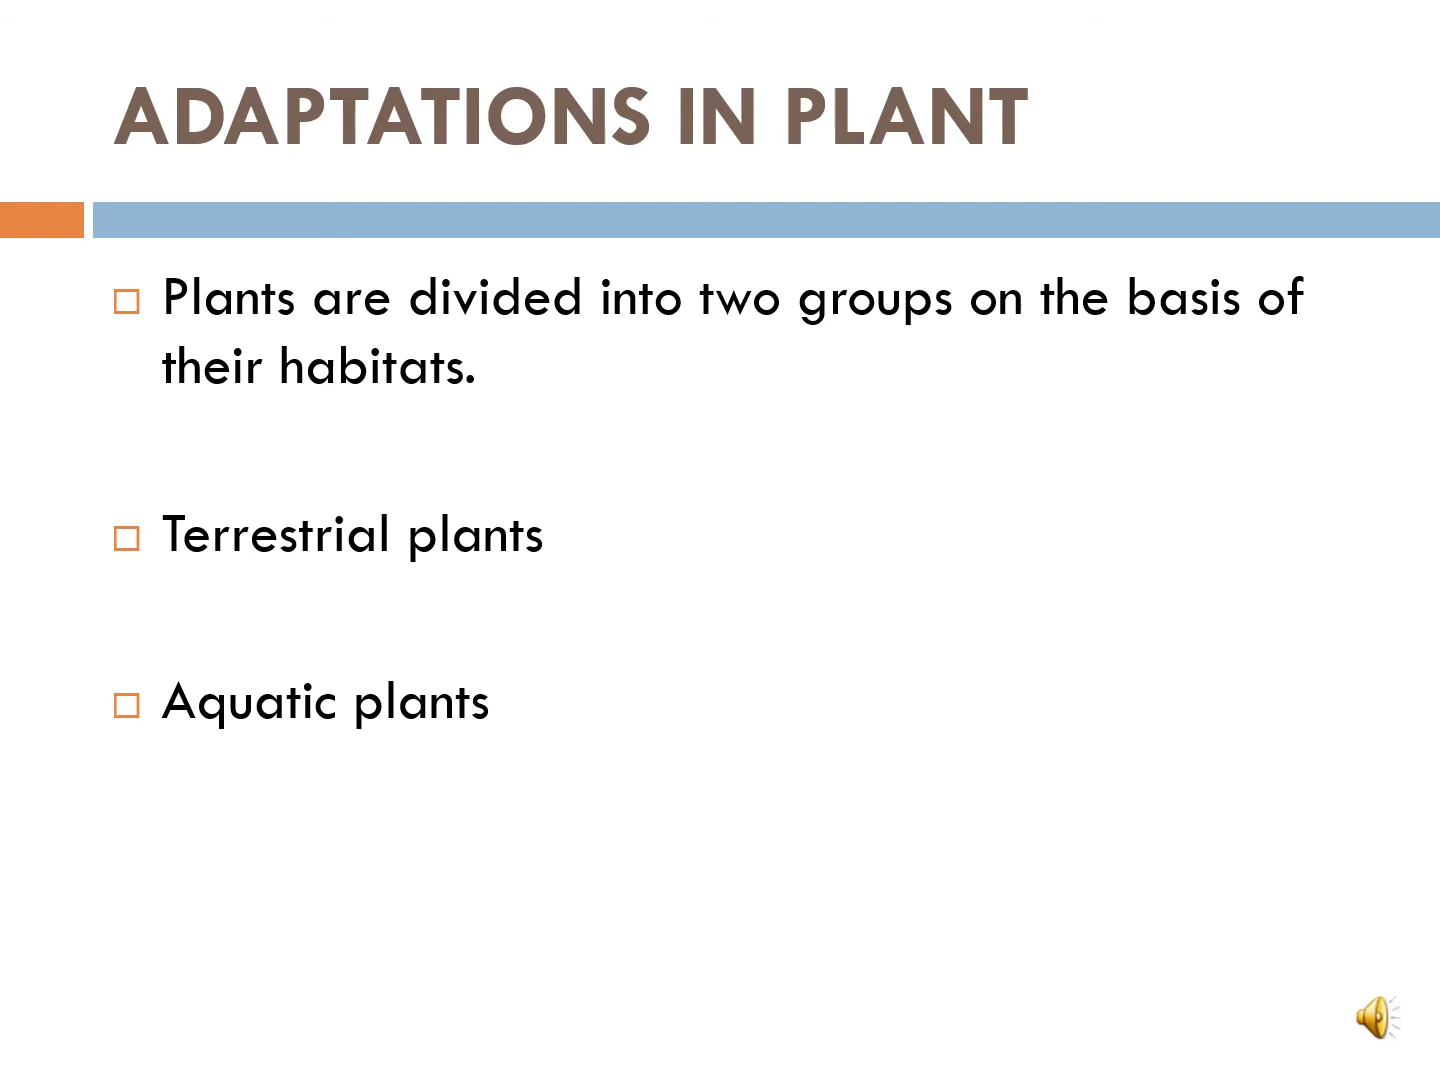 ADAPTATIONS IN PLANT
Plants are divided into two groups on the basis of
their habitats.
Terrestrial plants
Aquatic plants